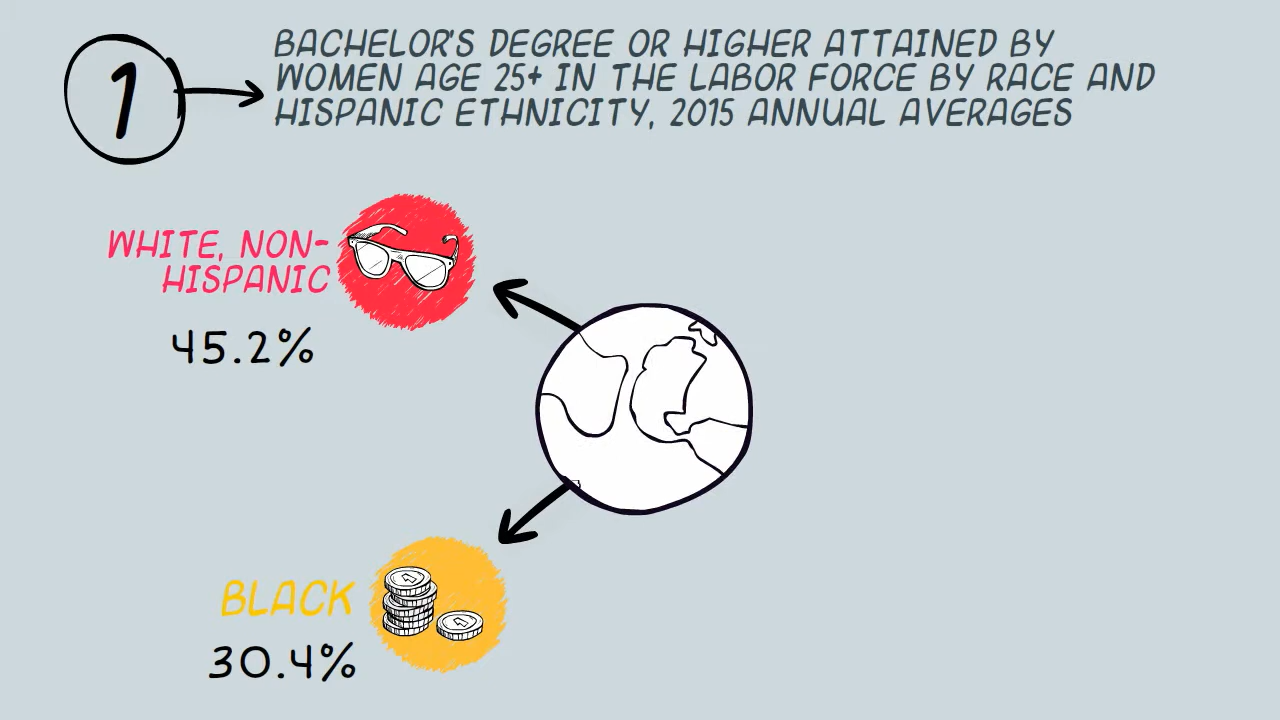 1
BACHELOR'S DEGREE OR HIGHER ATTAINED BY
WOMEN AGE 25+ IN THE LABOR FORCE BY RACE AND
HISPANIC ETHNICITY, 2015 ANNUAL AVERAGES
WHITE, NON-
HISPANIC
45.2%
BLACK
30.4%